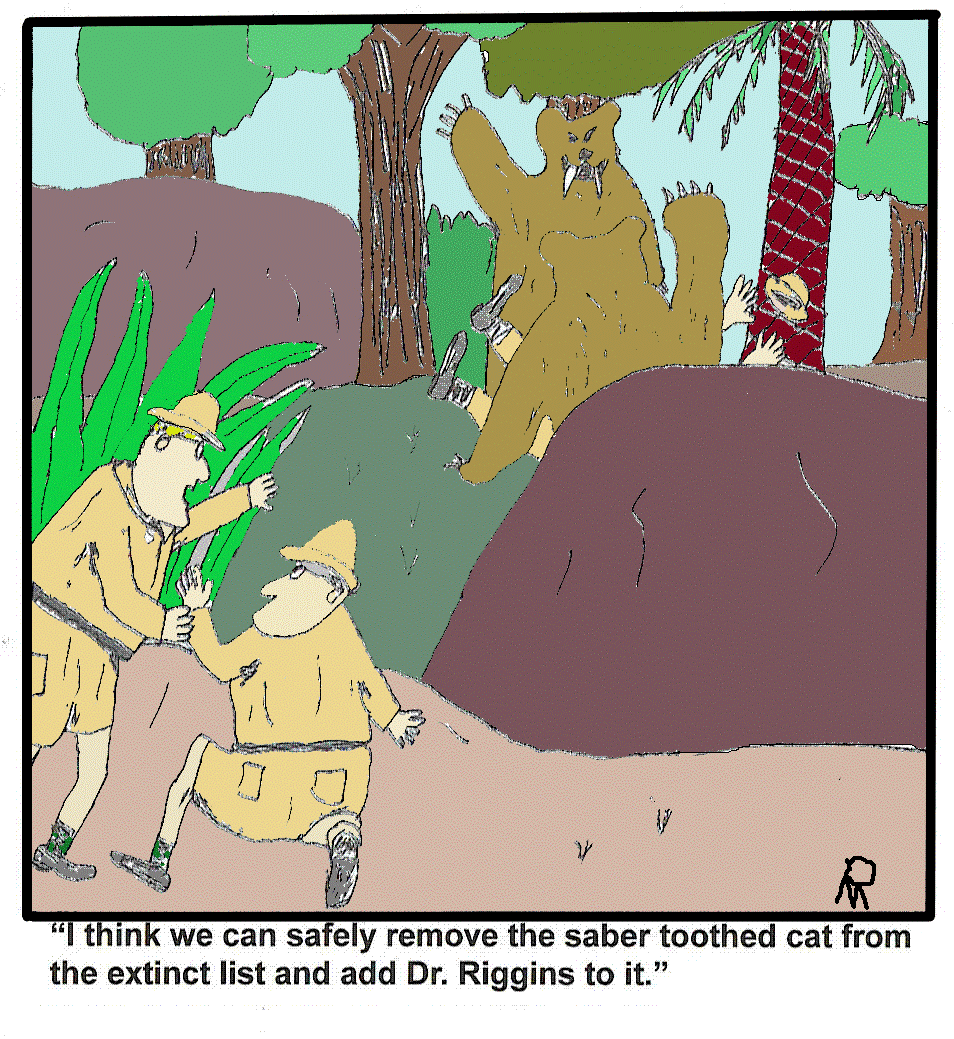 “I think we can safely remove the saber toothed cat from
the extinct list and add Dr. Riggins to it.”